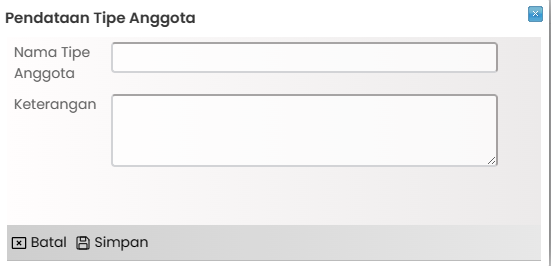 Pendataan Tipe Anggota
Nama Tipe
Anggota
Keterangan
Batal Simpan